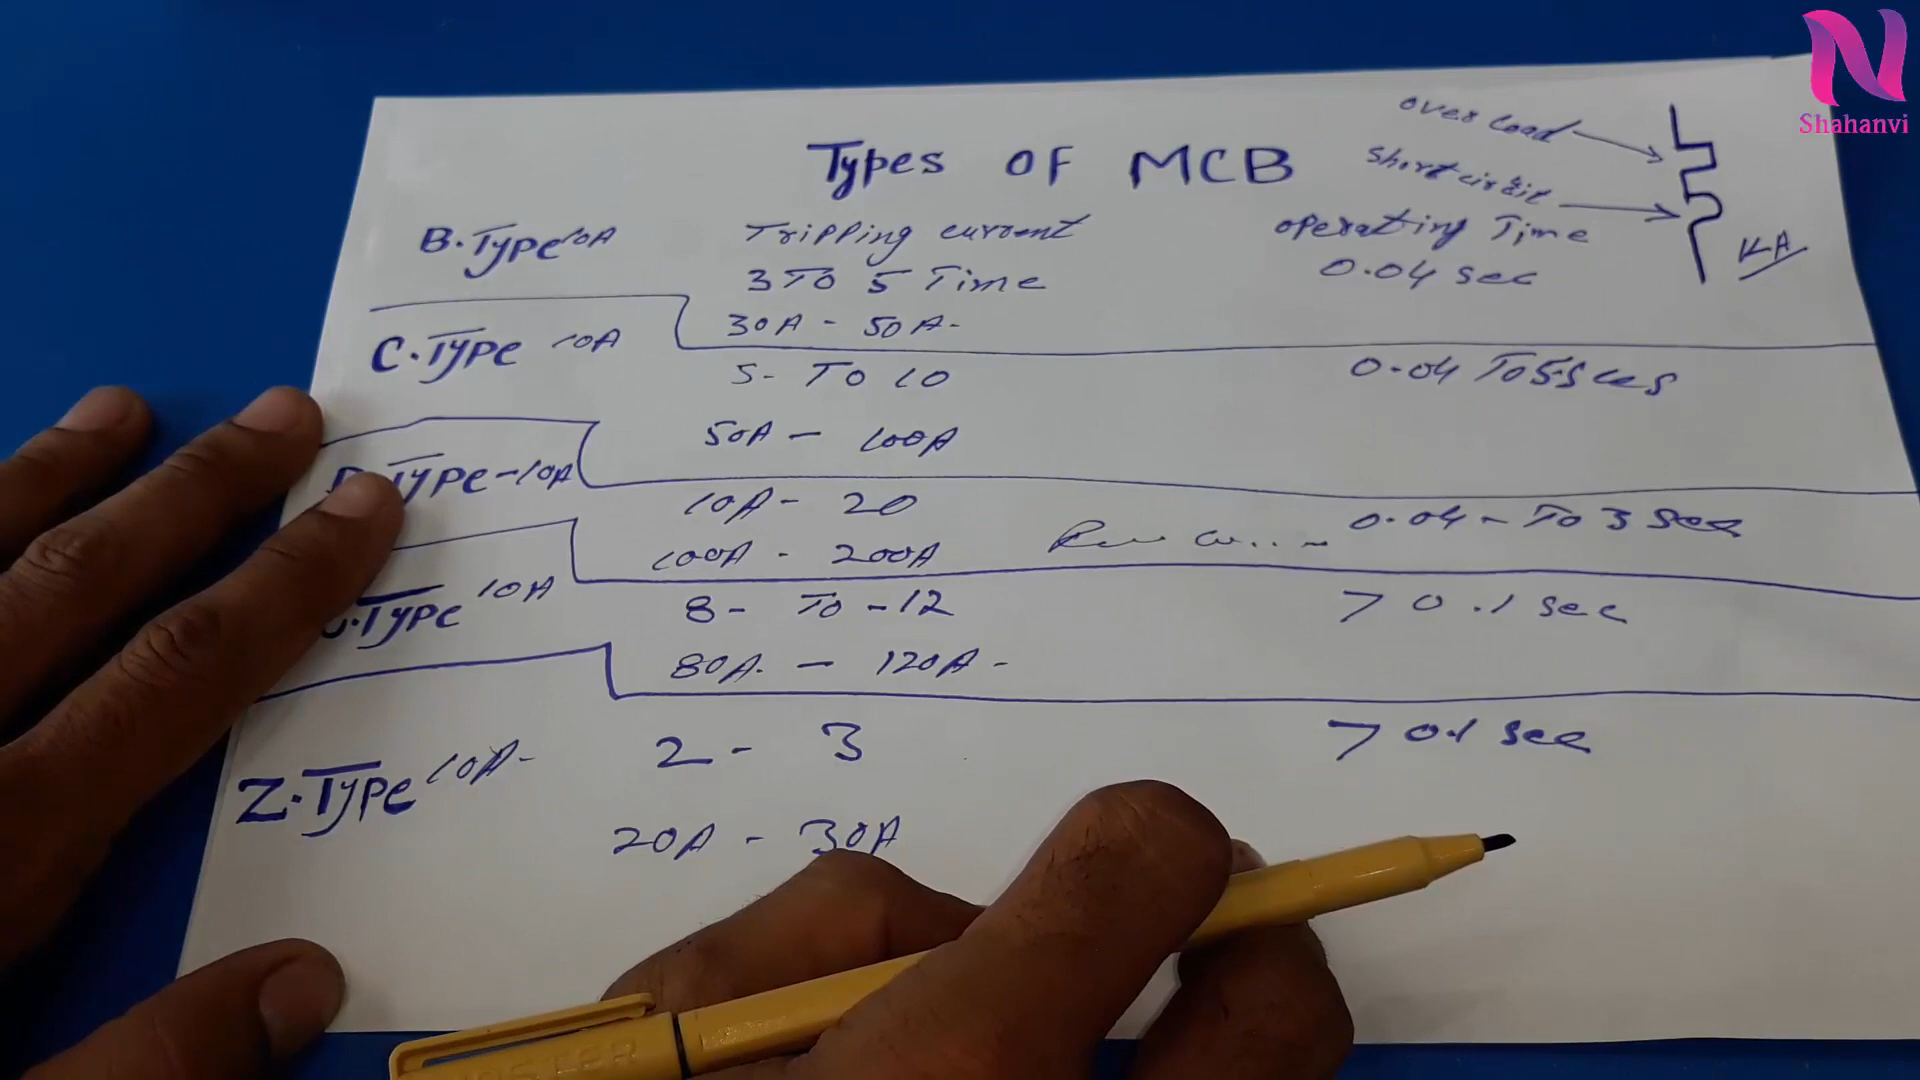 Shahanvi
Types OF MCB
over load
short circuit
KA
B.Type 10A Tripping current operating Time
3 TO 5 Time 0.04 sec
30A - 50A-
C.Type 10A 5- TO 10 0.04 To 5
50A - 100A
Type-10A 10A- 20 0.04 - To 3 Sec
100A - 200A
Type 10A 8- TO -12 > 0.1 sec
80A. - 120A-
Z.Type 10A- 2 - 3 > 0.1 sec
20A - 30A